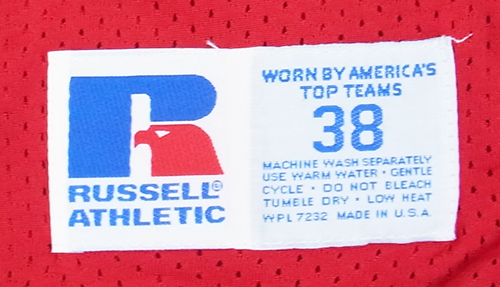 RUSSELL®
ATHLETIC
WORN BY AMERICA'S
TOP TEAMS
38
MACHINE WASH SEPARATELY
USE WARM WATER • GENTLE
CYCLE • DO NOT BLEACH
TUMBLE DRY • LOW HEAT
WPL 7232 MADE IN U.S.A.